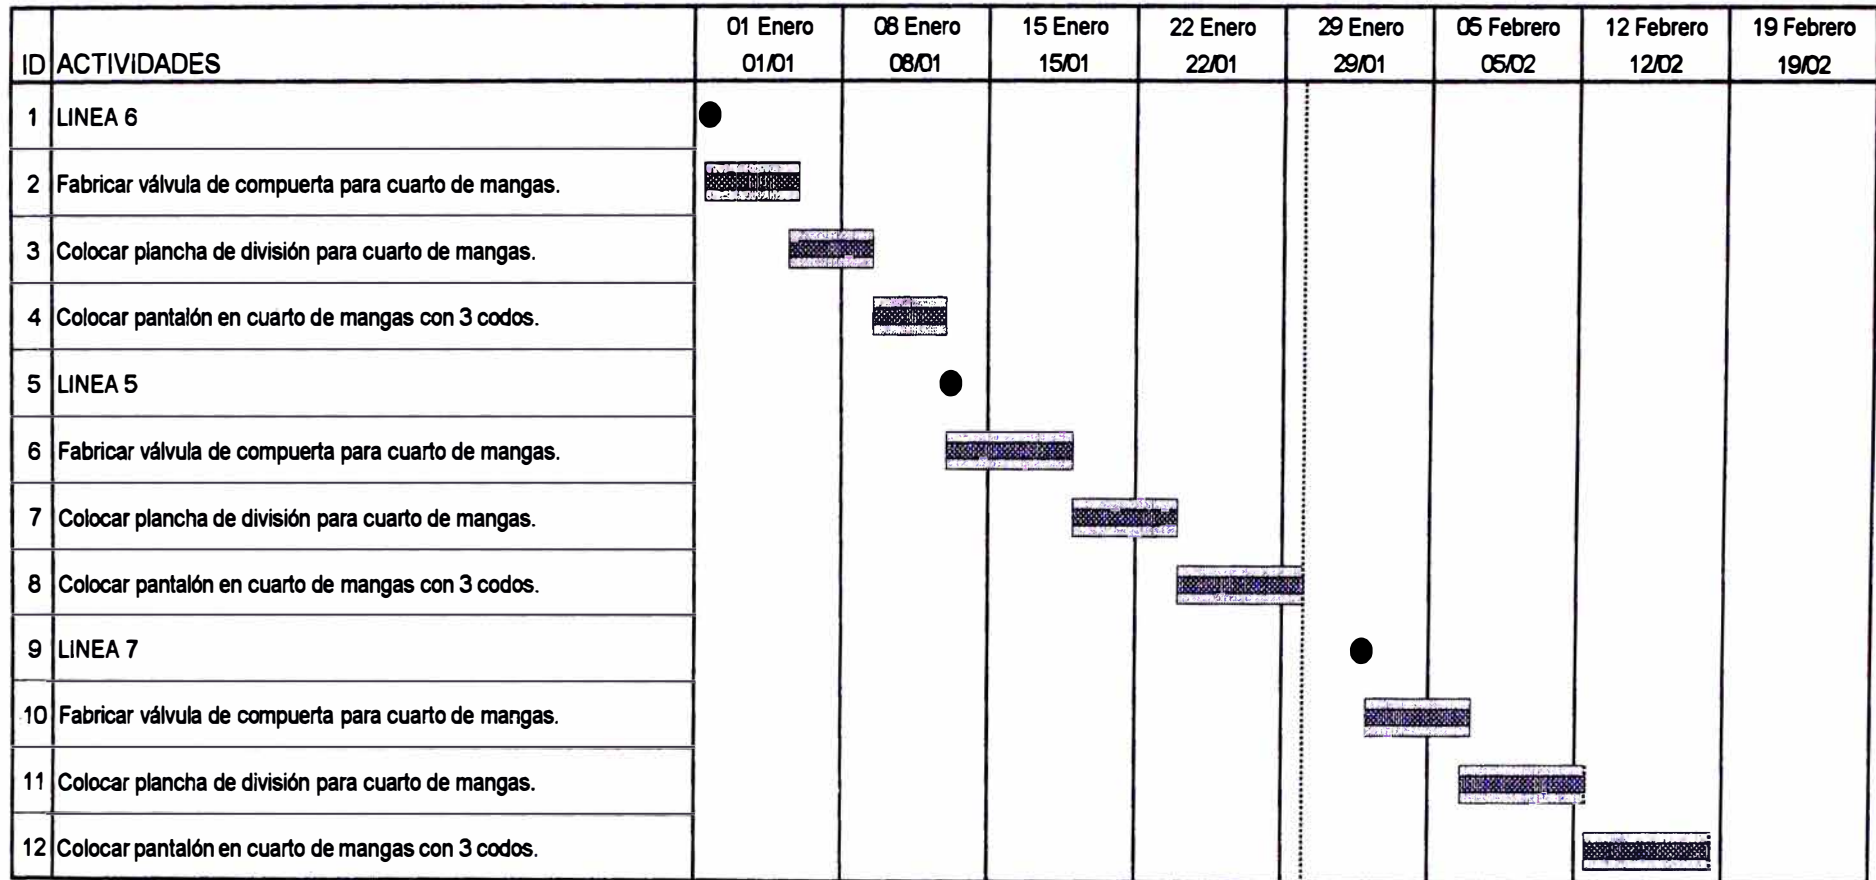 01 Enero 08 Enero 15 Enero 22 Enero 29 Enero 05 Febrero 12 Febrero 19 Febrero
ID ACTIVIDADES 01/01 08/01 15/01 22/01 29/01 05/02 12/02 19/02
1 LINEA 6
2 Fabricar válvula de compuerta para cuarto de mangas.
3 Colocar plancha de división para cuarto de mangas.
4 Colocar pantalón en cuarto de mangas con 3 codos.
5 LINEA 5
6 Fabricar válvula de compuerta para cuarto de mangas.
7 Colocar plancha de división para cuarto de mangas.
8 Colocar pantalón en cuarto de mangas con 3 codos.
9 LINEA 7
10 Fabricar válvula de compuerta para cuarto de mangas.
11 Colocar plancha de división para cuarto de mangas.
12 Colocar pantalón en cuarto de mangas con 3 codos.